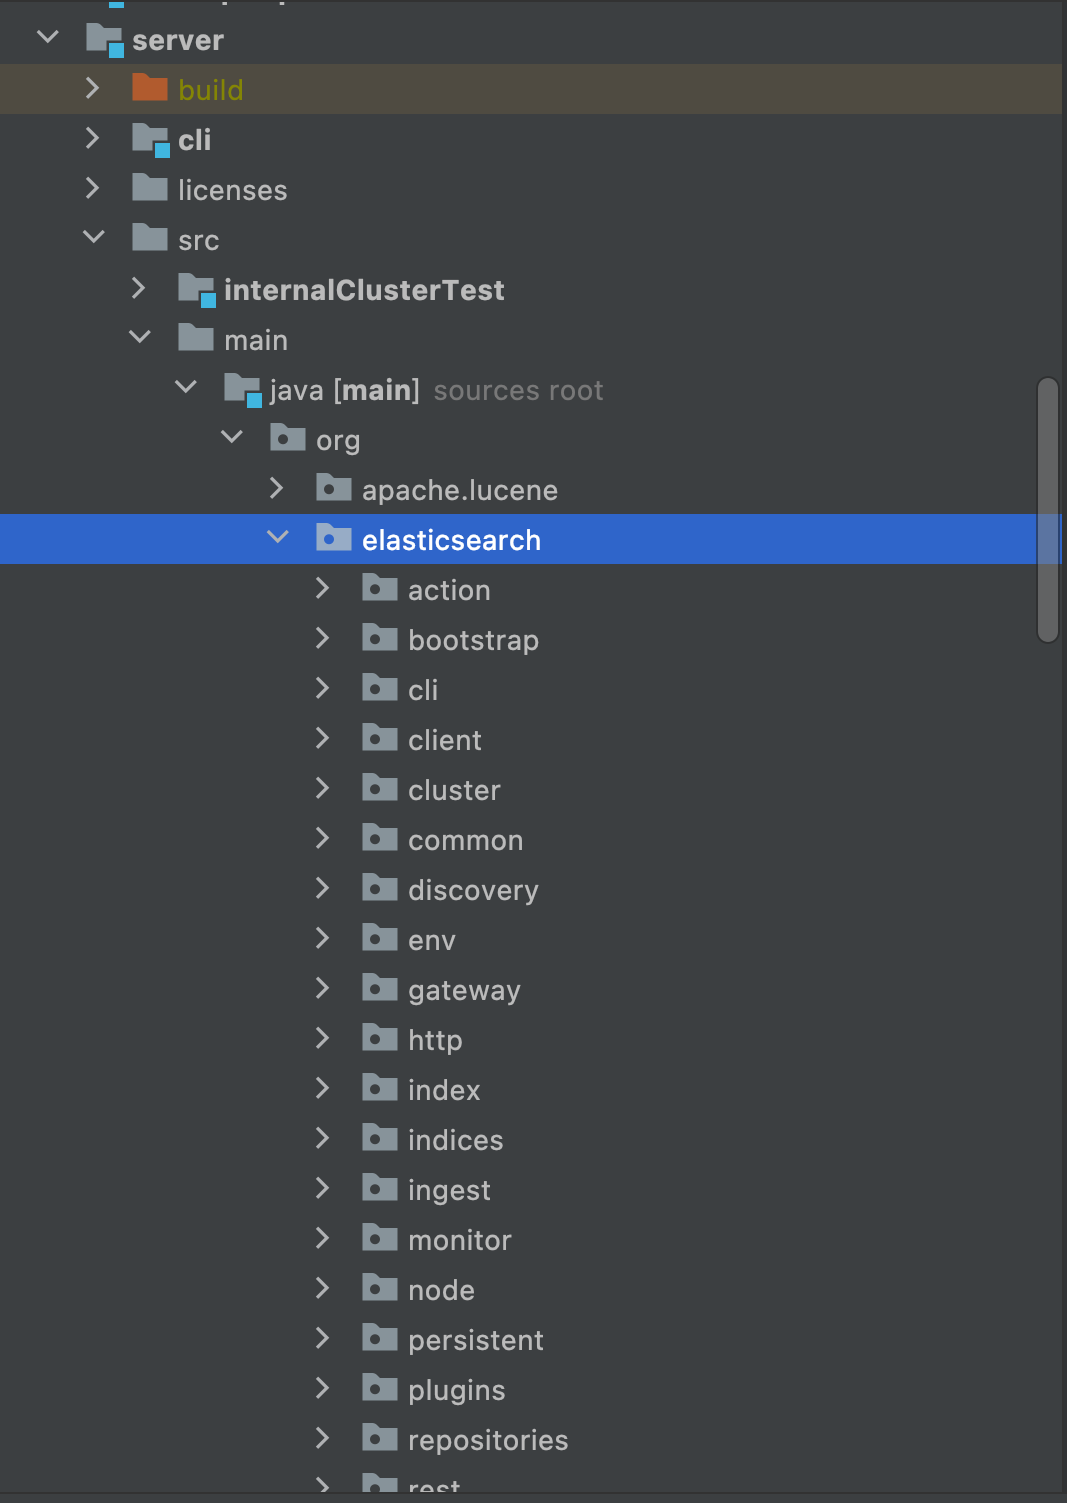 server
build
cli
licenses
src
internalClusterTest
main
java [main] sources root
org
apache.lucene
elasticsearch
action
bootstrap
cli
client
cluster
common
discovery
env
gateway
http
index
indices
ingest
monitor
node
persistent
plugins
repositories
rest